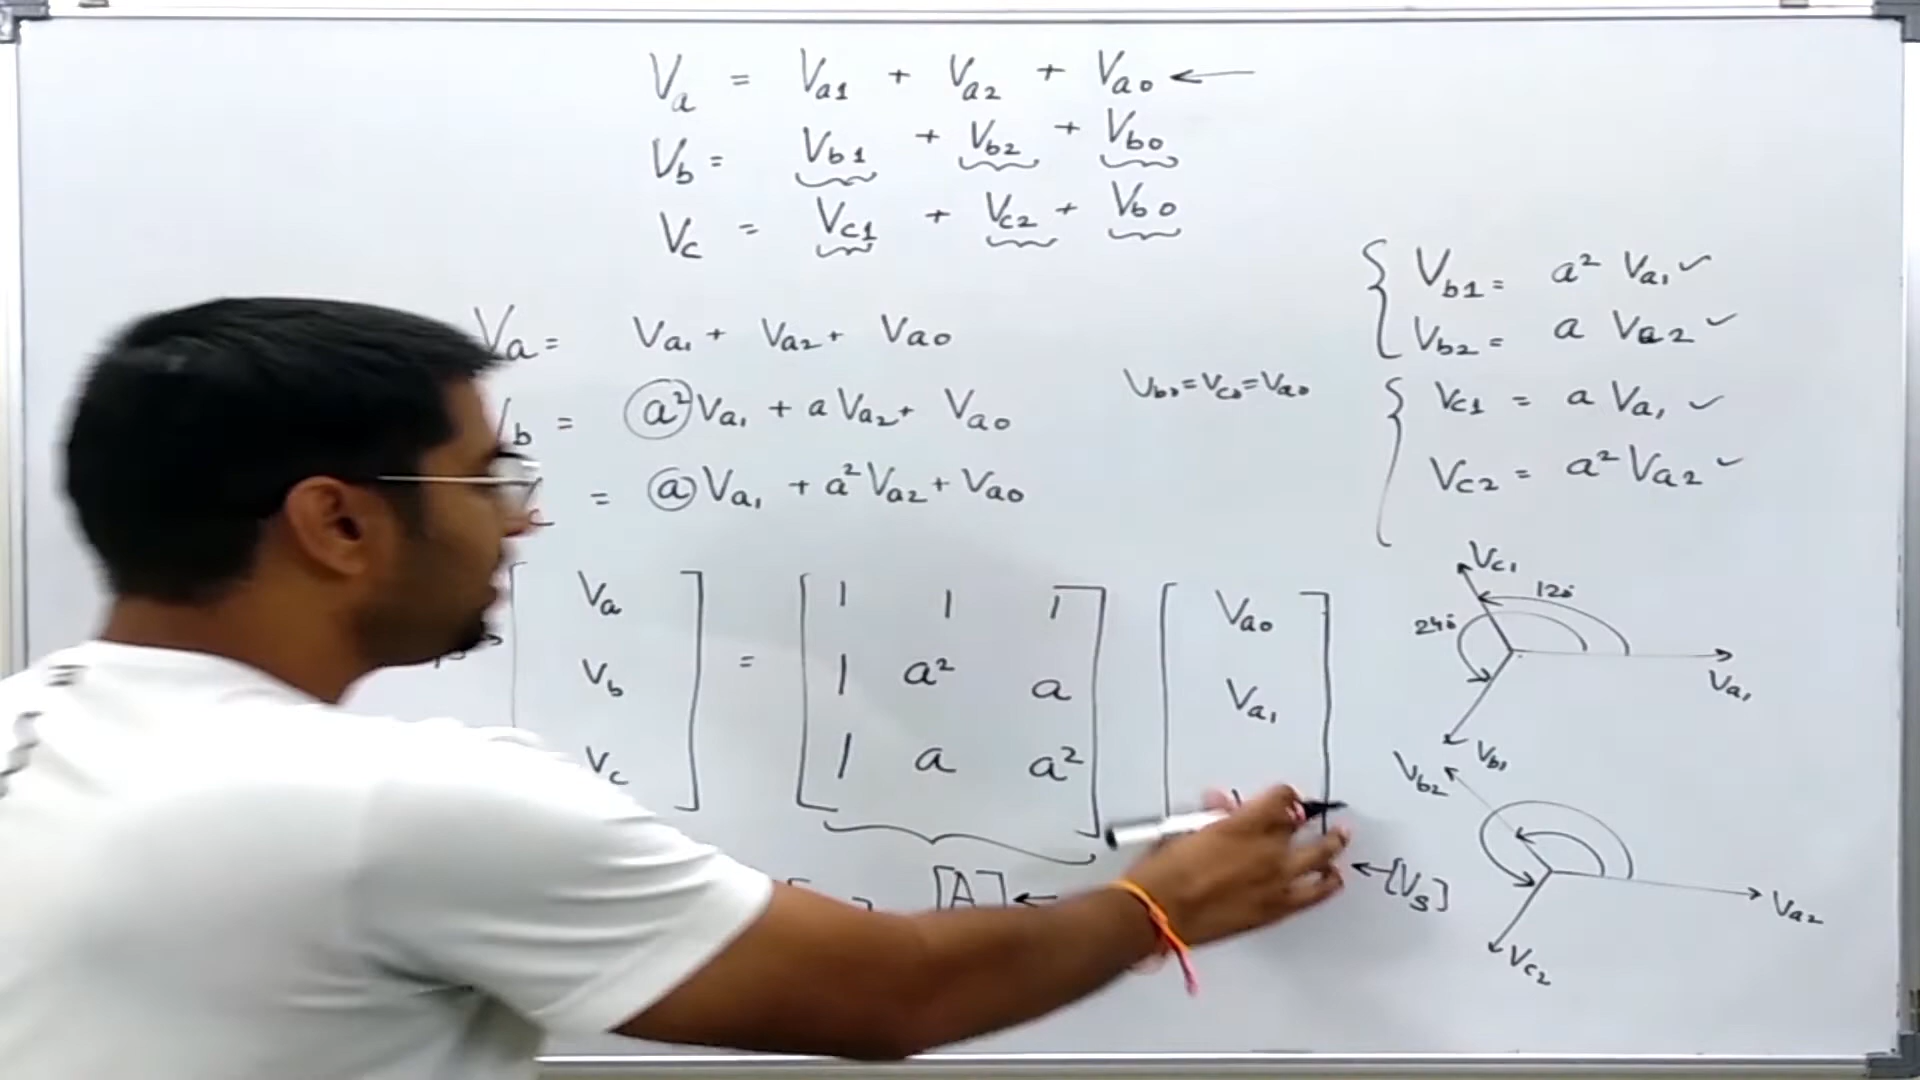 Va = Va1 + Va2 + Va0 ←
Vb = Vb1 + Vb2 + Vb0
Vc = Vc1 + Vc2 + Vb0
Va = Va1 + Va2 + Va0
b = a²Va1 + aVa2 + Va0
c = aVa1 + a²Va2 + Va0
Vb0 = Vc0 = Va0
Vb1 = a² Va1 ✓
Vb2 = a Va2 ✓
Vc1 = a Va1 ✓
Vc2 = a² Va2 ✓
[Va] = [1 1 1] [Va0]
[Vb] [1 a² a] [Va1]
[Vc] [1 a a²]
[A] ←
← [Vs]
Vc1
120°
240°
Va1
Vb1
Vb2
Va2
Vc2